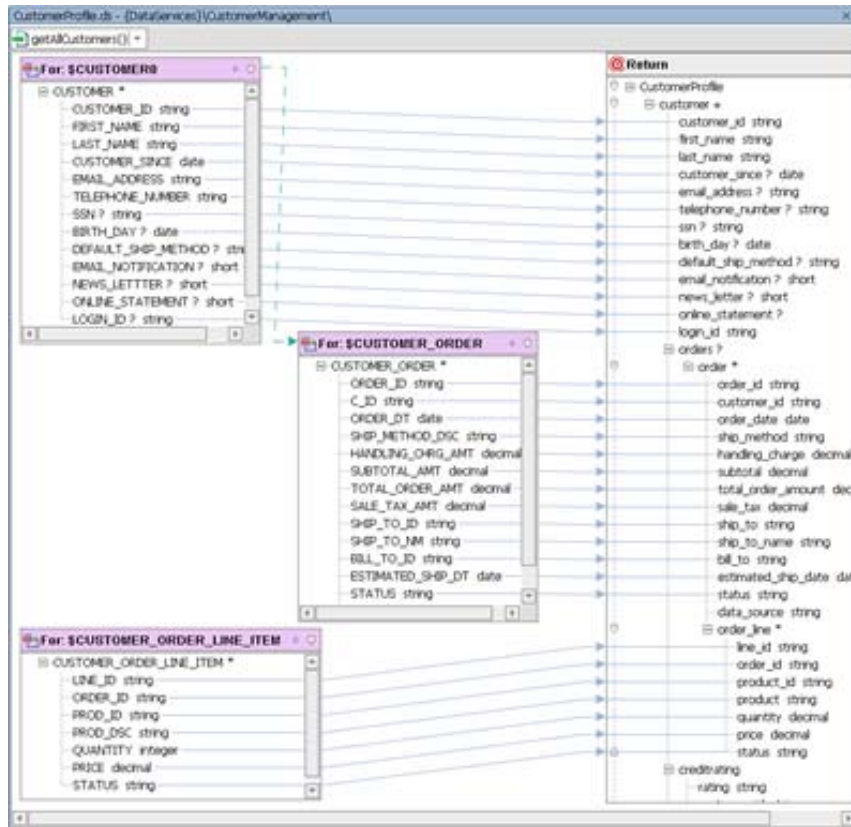 CustomerProfile.ds - {DataServices}\CustomerManagement\
getAllCustomers()
For: $CUSTOMER0
CUSTOMER *
CUSTOMER_ID string
FIRST_NAME string
LAST_NAME string
CUSTOMER_SINCE date
EMAIL_ADDRESS string
TELEPHONE_NUMBER string
SSN ? string
BIRTH_DAY ? date
DEFAULT_SHIP_METHOD ? stri
EMAIL_NOTIFICATION ? short
NEWS_LETTTER ? short
ONLINE_STATEMENT ? short
LOGIN_ID ? string
For: $CUSTOMER_ORDER
CUSTOMER_ORDER *
ORDER_ID string
C_ID string
ORDER_DT date
SHIP_METHOD_DSC string
HANDLING_CHRG_AMT decimal
SUBTOTAL_AMT decimal
TOTAL_ORDER_AMT decimal
SALE_TAX_AMT decimal
SHIP_TO_ID string
SHIP_TO_NM string
BILL_TO_ID string
ESTIMATED_SHIP_DT date
STATUS string
For: $CUSTOMER_ORDER_LINE_ITEM
CUSTOMER_ORDER_LINE_ITEM *
LINE_ID string
ORDER_ID string
PROD_ID string
PROD_DSC string
QUANTITY integer
PRICE decimal
STATUS string
Return
CustomerProfile
customer +
customer_id string
first_name string
last_name string
customer_since ? date
email_address ? string
telephone_number ? string
ssn ? string
birth_day ? date
default_ship_method ? string
email_notification ? short
news_letter ? short
online_statement ?
login_id string
orders ?
order *
order_id string
customer_id string
order_date date
ship_method string
handling_charge decimal
subtotal decimal
total_order_amount dec
sale_tax decimal
ship_to string
ship_to_name string
bill_to string
estimated_ship_date dat
status string
data_source string
order_line *
line_id string
order_id string
product_id string
product string
quantity decimal
price decimal
status string
creditrating
rating string